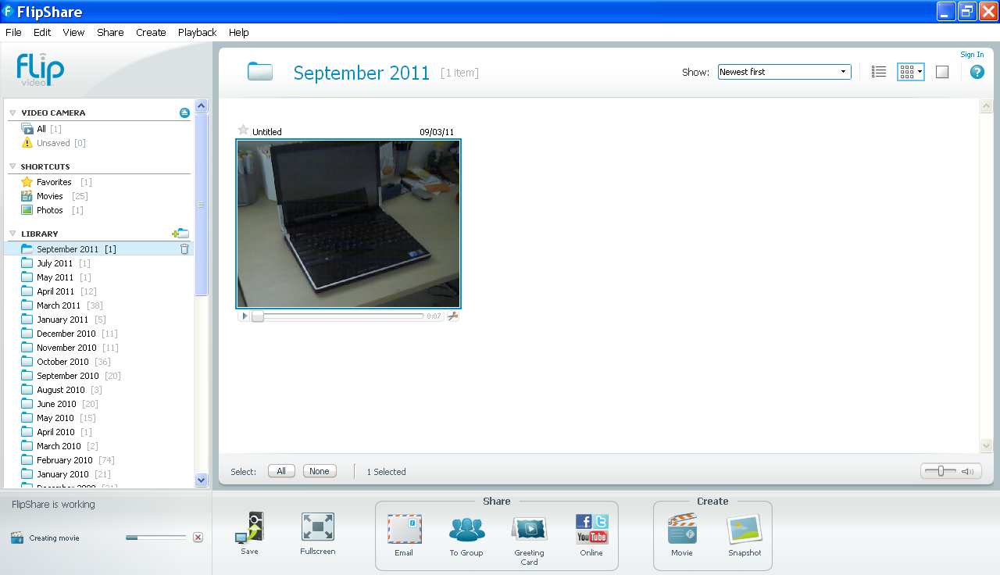 FlipShare
File Edit View Share Create Playback Help
flip
video
Sign In
September 2011 [1 item]
Show: Newest first
VIDEO CAMERA
All [1]
Unsaved [0]
SHORTCUTS
Favorites [1]
Movies [25]
Photos [1]
LIBRARY
September 2011 [1]
July 2011 [1]
May 2011 [1]
April 2011 [12]
March 2011 [38]
January 2011 [5]
December 2010 [11]
November 2010 [11]
October 2010 [36]
September 2010 [20]
August 2010 [3]
June 2010 [20]
May 2010 [15]
April 2010 [1]
March 2010 [2]
February 2010 [74]
January 2010 [21]
Untitled 09/03/11
0:07
Select: All None 1 Selected
FlipShare is working
Creating movie
Save
Fullscreen
Share
Email
To Group
Greeting
Card
You Tube
Online
Create
Movie
Snapshot